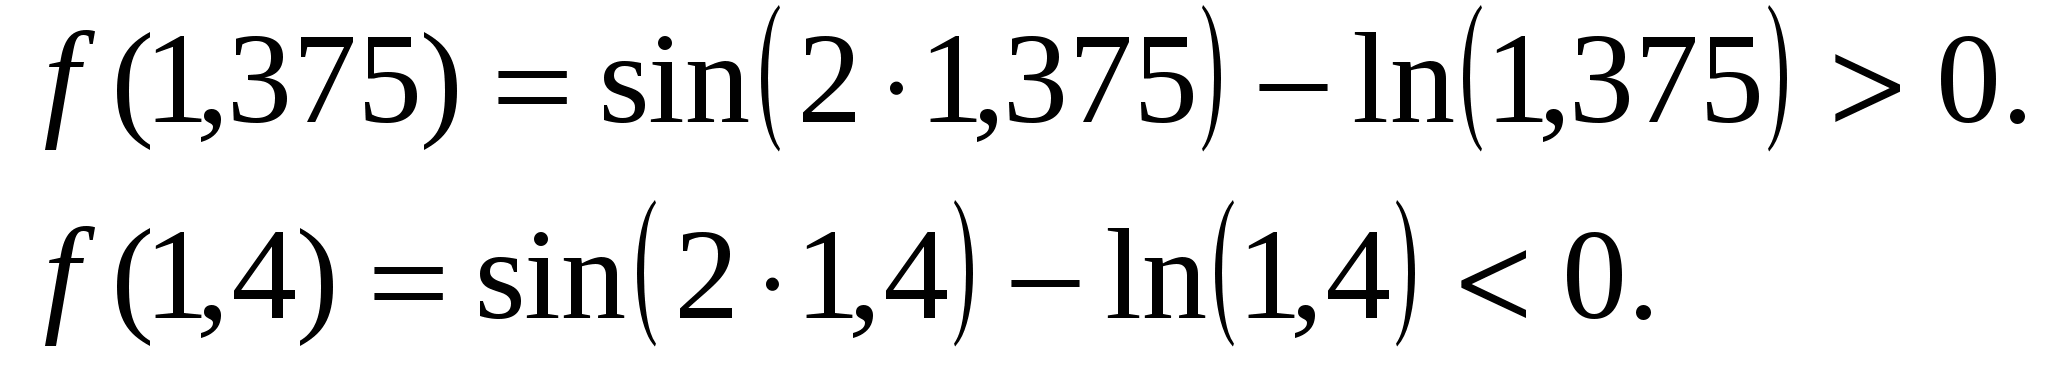 f (1,375) = sin(2 · 1,375) − ln(1,375) > 0.
f (1,4) = sin(2 · 1,4) − ln(1,4) < 0.